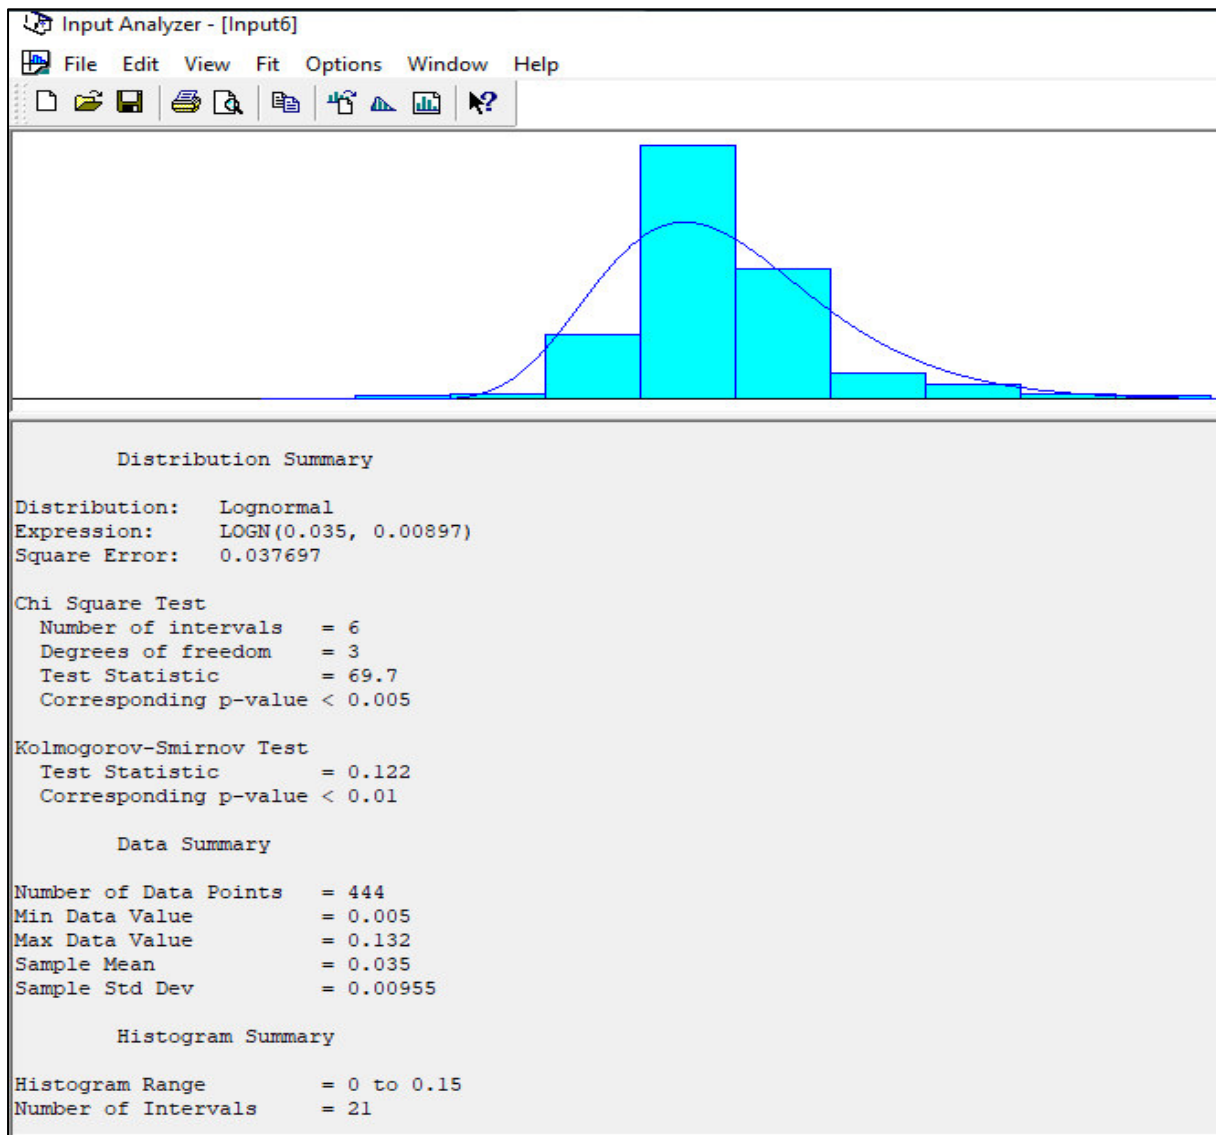 Input Analyzer - [Input6]
File Edit View Fit Options Window Help
Distribution Summary
Distribution: Lognormal
Expression: LOGN(0.035, 0.00897)
Square Error: 0.037697
Chi Square Test
Number of intervals = 6
Degrees of freedom = 3
Test Statistic = 69.7
Corresponding p-value < 0.005
Kolmogorov-Smirnov Test
Test Statistic = 0.122
Corresponding p-value < 0.01
Data Summary
Number of Data Points = 444
Min Data Value = 0.005
Max Data Value = 0.132
Sample Mean = 0.035
Sample Std Dev = 0.00955
Histogram Summary
Histogram Range = 0 to 0.15
Number of Intervals = 21